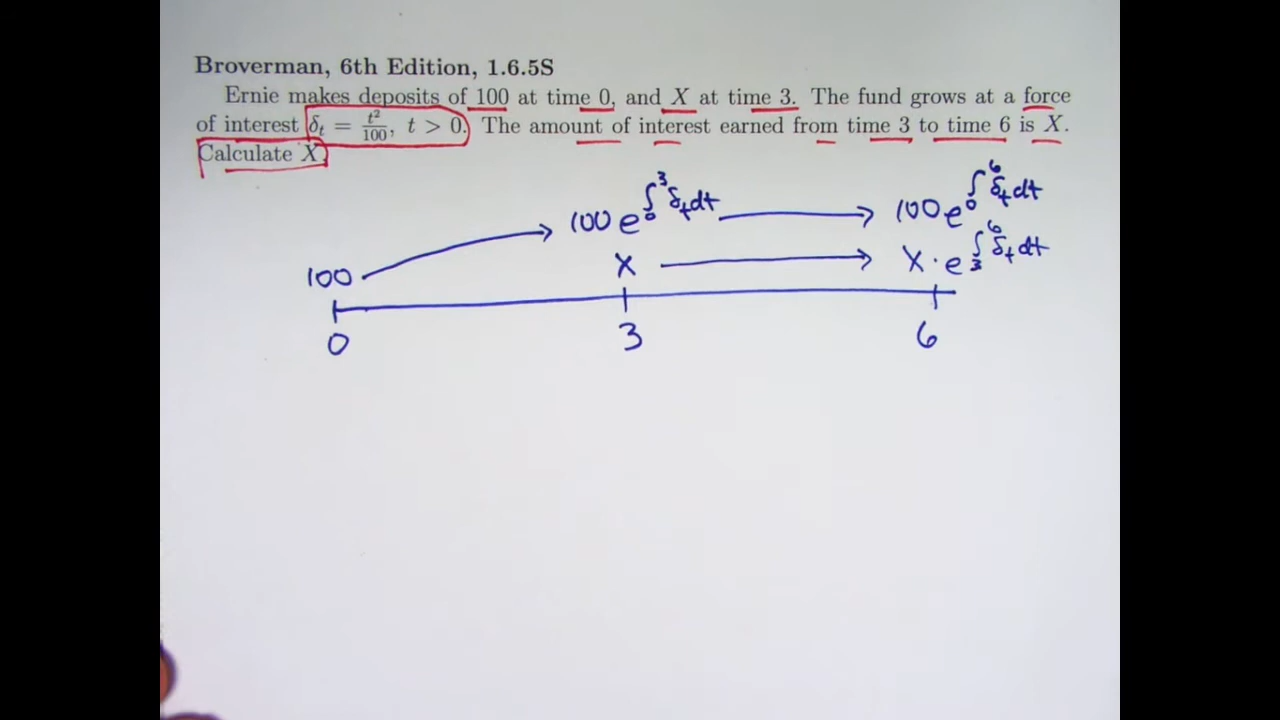 Broverman, 6th Edition, 1.6.5S
Ernie makes deposits of 100 at time 0, and X at time 3. The fund grows at a force
of interest δ_t = t²/100, t > 0. The amount of interest earned from time 3 to time 6 is X.
Calculate X.
100 e^{∫_0^3 δ_t dt} 100 e^{∫_0^6 δ_t dt}
100 X X · e^{∫_3^6 δ_t dt}
0 3 6